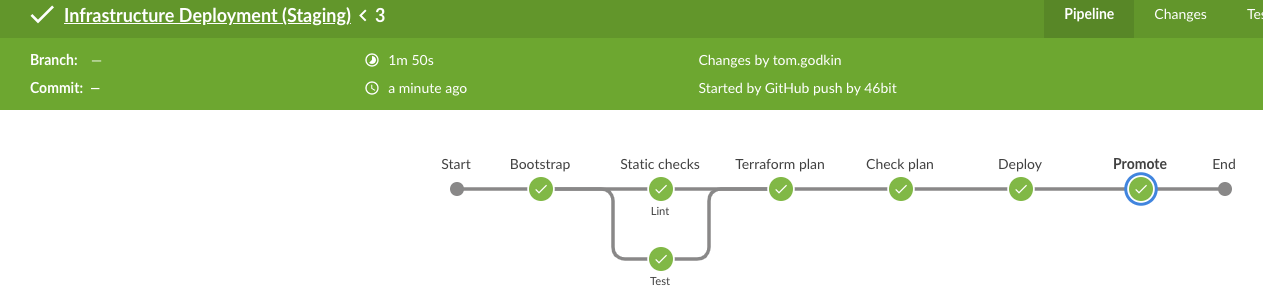 Infrastructure Deployment (Staging) < 3
Pipeline Changes
Branch: — 1m 50s Changes by tom.godkin
Commit: — a minute ago Started by GitHub push by 46bit
Start Bootstrap Static checks Terraform plan Check plan Deploy Promote End
Lint
Test